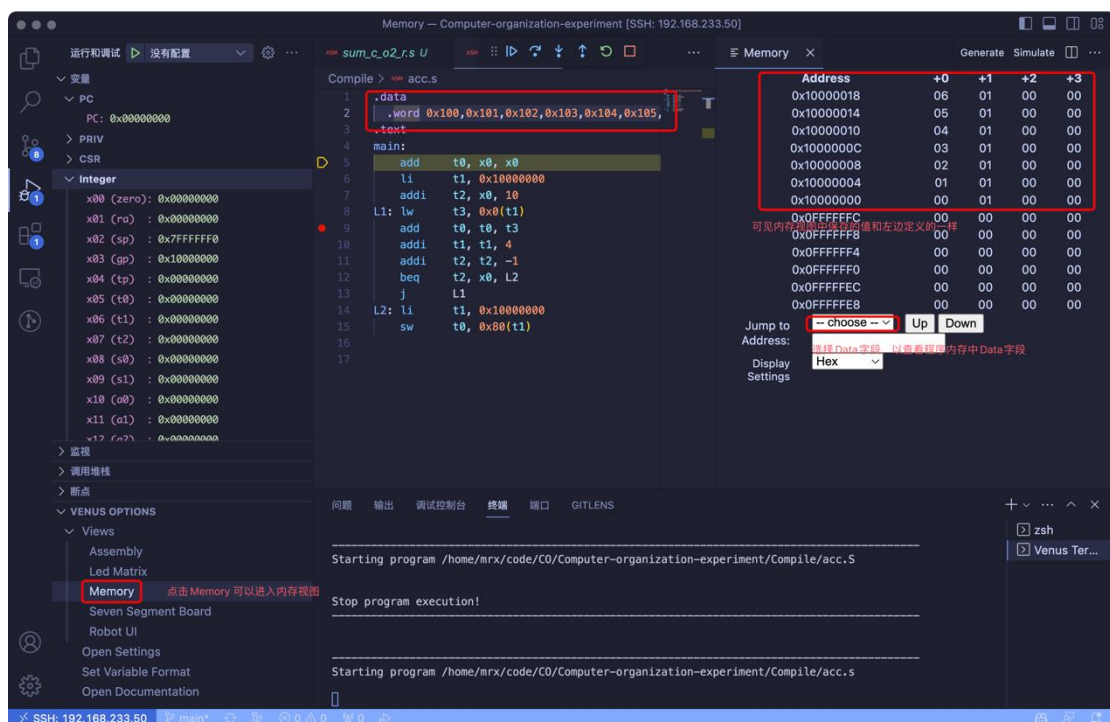 Memory — Computer-organization-experiment [SSH: 192.168.233.50]
运行和调试 没有配置
变量
PC
PC: 0x00000000
PRIV
CSR
Integer
x00 (zero): 0x00000000
x01 (ra) : 0x00000000
x02 (sp) : 0x7FFFFFF0
x03 (gp) : 0x10000000
x04 (tp) : 0x00000000
x05 (t0) : 0x00000000
x06 (t1) : 0x00000000
x07 (t2) : 0x00000000
x08 (s0) : 0x00000000
x09 (s1) : 0x00000000
x10 (a0) : 0x00000000
x11 (a1) : 0x00000000
x12 (a2) : 0x00000000
监视
调用堆栈
断点
VENUS OPTIONS
Views
Assembly
Led Matrix
Memory 点击 Memory 可以进入内存视图
Seven Segment Board
Robot UI
Open Settings
Set Variable Format
Open Documentation
sum_c_o2_r.s U
Compile > acc.s
1 .data
2 .word 0x100,0x101,0x102,0x103,0x104,0x105,
3 .text
4 main:
5 add t0, x0, x0
6 li t1, 0x10000000
7 addi t2, x0, 10
8 L1: lw t3, 0x0(t1)
9 add t0, t0, t3
10 addi t1, t1, 4
11 addi t2, t2, -1
12 beq t2, x0, L2
13 j L1
14 L2: li t1, 0x10000000
15 sw t0, 0x80(t1)
16
17
Memory Generate Simulate
Address +0 +1 +2 +3
0x10000018 06 01 00 00
0x10000014 05 01 00 00
0x10000010 04 01 00 00
0x1000000C 03 01 00 00
0x10000008 02 01 00 00
0x10000004 01 01 00 00
0x10000000 00 01 00 00
0x0FFFFFFC 00 00 00 00
可见内存视图中保存的值和左边定义的一样
0x0FFFFFF8 00 00 00 00
0x0FFFFFF4 00 00 00 00
0x0FFFFFF0 00 00 00 00
0x0FFFFFEC 00 00 00 00
0x0FFFFFE8 00 00 00 00
Jump to Address: -- choose -- Up Down
选择 Data 字段，以查看程序内存中 Data 字段
Display Settings Hex
问题 输出 调试控制台 终端 端口 GITLENS
Starting program /home/mrx/code/CO/Computer-organization-experiment/Compile/acc.S
Stop program execution!
Starting program /home/mrx/code/CO/Computer-organization-experiment/Compile/acc.s
zsh
Venus Ter...
SSH: 192.168.233.50 main* 0 0 0